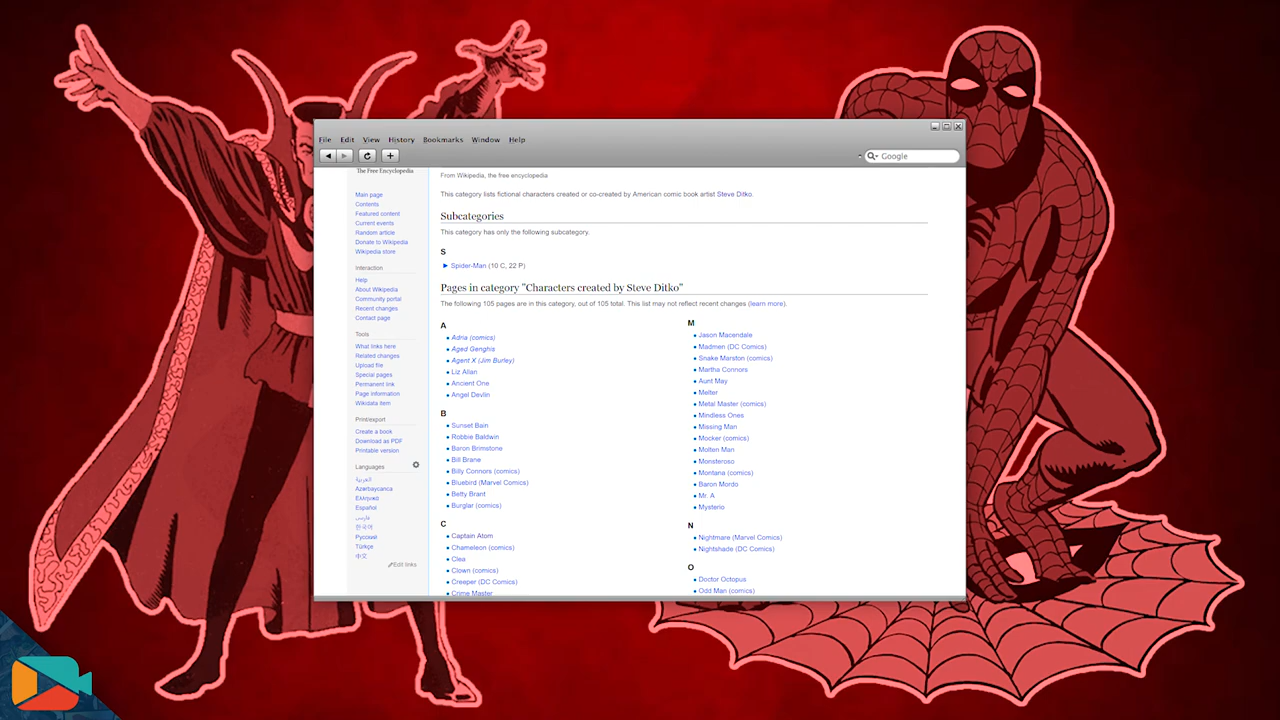 File Edit View History Bookmarks Window Help
Google
The Free Encyclopedia
Main page
Contents
Featured content
Current events
Random article
Donate to Wikipedia
Wikipedia store
Interaction
Help
About Wikipedia
Community portal
Recent changes
Contact page
Tools
What links here
Related changes
Upload file
Special pages
Permanent link
Page information
Wikidata item
Print/export
Create a book
Download as PDF
Printable version
Languages
العربية
Azərbaycanca
Ελληνικά
Español
فارسی
한국어
Русский
Türkçe
中文
Edit links
From Wikipedia, the free encyclopedia
This category lists fictional characters created or co-created by American comic book artist Steve Ditko.
Subcategories
This category has only the following subcategory.
S
► Spider-Man (10 C, 22 P)
Pages in category "Characters created by Steve Ditko"
The following 105 pages are in this category, out of 105 total. This list may not reflect recent changes (learn more).
A
Adria (comics)
Aged Genghis
Agent X (Jim Burley)
Liz Allan
Ancient One
Angel Devlin
B
Sunset Bain
Robbie Baldwin
Baron Brimstone
Bill Brane
Billy Connors (comics)
Bluebird (Marvel Comics)
Betty Brant
Burglar (comics)
C
Captain Atom
Chameleon (comics)
Clea
Clown (comics)
Creeper (DC Comics)
Crime Master
M
Jason Macendale
Madmen (DC Comics)
Snake Marston (comics)
Martha Connors
Aunt May
Melter
Metal Master (comics)
Mindless Ones
Missing Man
Mocker (comics)
Molten Man
Monsteroso
Montana (comics)
Baron Mordo
Mr. A
Mysterio
N
Nightmare (Marvel Comics)
Nightshade (DC Comics)
O
Doctor Octopus
Odd Man (comics)